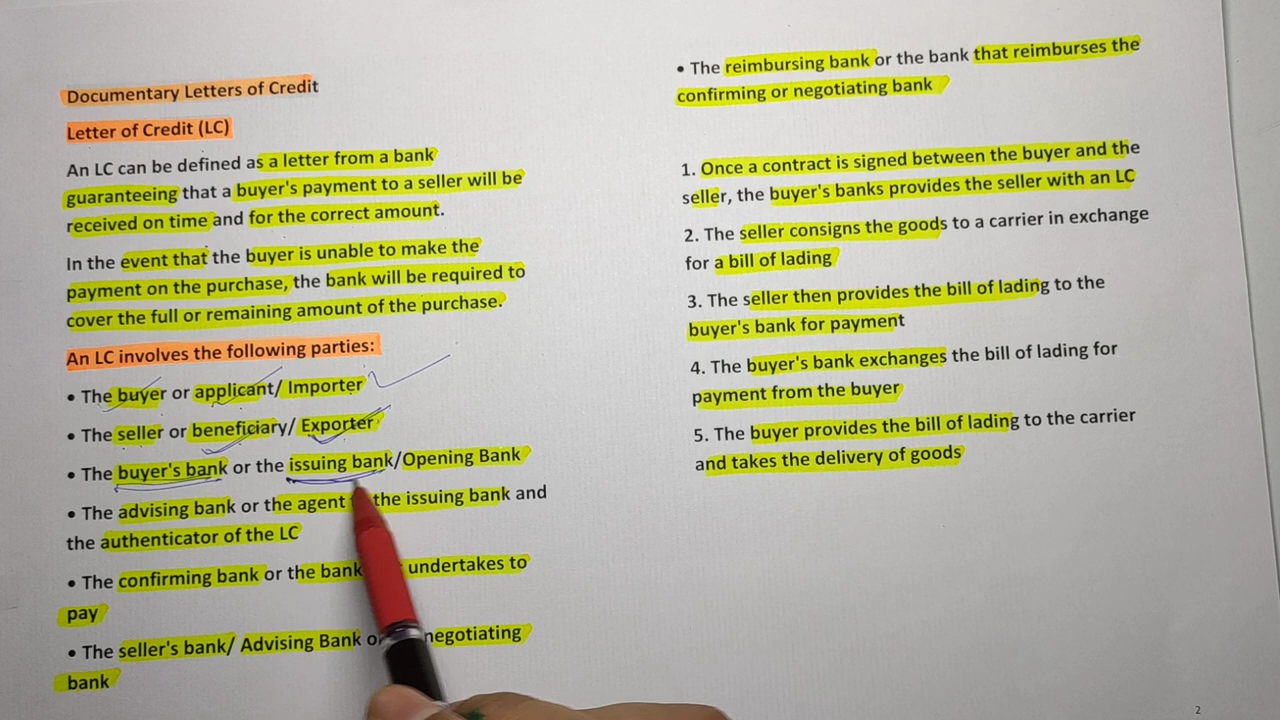 Documentary Letters of Credit
Letter of Credit (LC)
An LC can be defined as a letter from a bank
guaranteeing that a buyer's payment to a seller will be
received on time and for the correct amount.
In the event that the buyer is unable to make the
payment on the purchase, the bank will be required to
cover the full or remaining amount of the purchase.
An LC involves the following parties:
• The buyer or applicant/ Importer
• The seller or beneficiary/ Exporter
• The buyer's bank or the issuing bank/Opening Bank
• The advising bank or the agent the issuing bank and
the authenticator of the LC
• The confirming bank or the bank undertakes to
pay
• The seller's bank/ Advising Bank negotiating
bank
• The reimbursing bank or the bank that reimburses the
confirming or negotiating bank
1. Once a contract is signed between the buyer and the
seller, the buyer's banks provides the seller with an LC
2. The seller consigns the goods to a carrier in exchange
for a bill of lading
3. The seller then provides the bill of lading to the
buyer's bank for payment
4. The buyer's bank exchanges the bill of lading for
payment from the buyer
5. The buyer provides the bill of lading to the carrier
and takes the delivery of goods
2